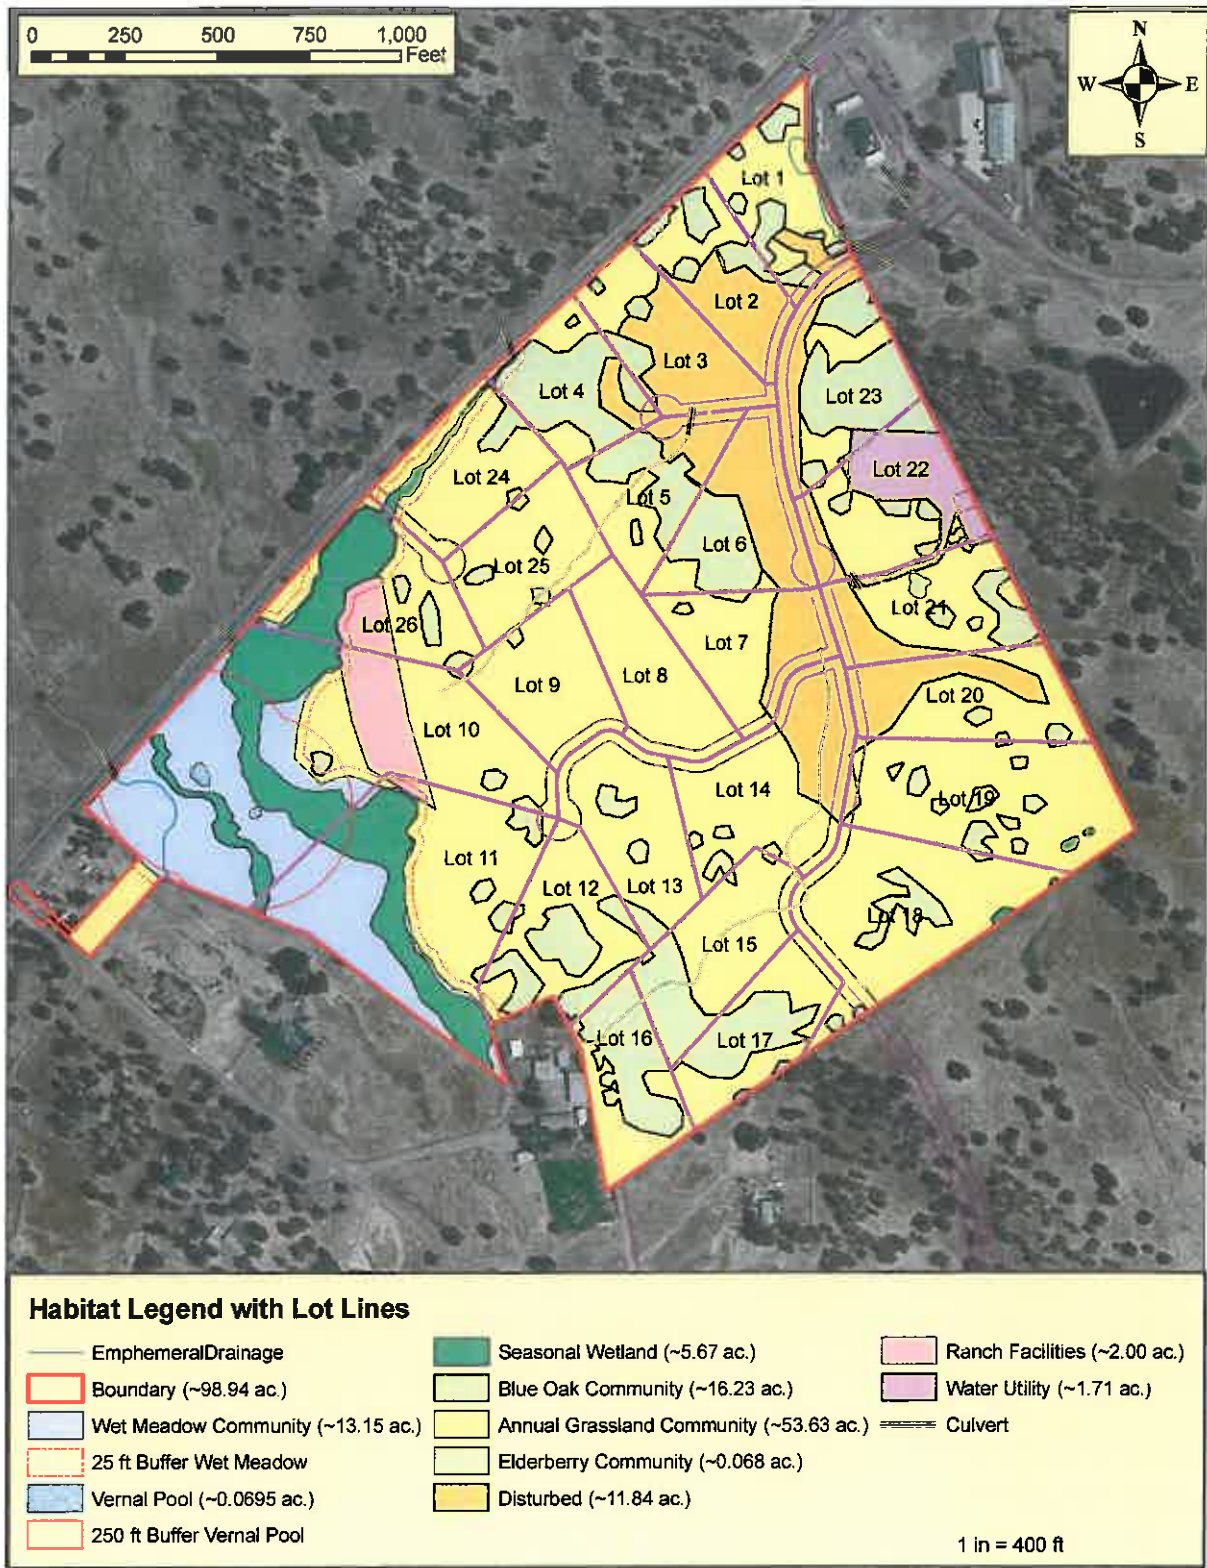 0 250 500 750 1,000
Feet
N
W E
S
Lot 1
Lot 2
Lot 3
Lot 4
Lot 23
Lot 22
Lot 24
Lot 5
Lot 6
Lot 25
Lot 21
Lot 26
Lot 7
Lot 8
Lot 9
Lot 20
Lot 10
Lot 14
Lot 19
Lot 11
Lot 12
Lot 13
Lot 18
Lot 15
Lot 16
Lot 17
Habitat Legend with Lot Lines
EmphemeralDrainage
Boundary (~98.94 ac.)
Wet Meadow Community (~13.15 ac.)
25 ft Buffer Wet Meadow
Vernal Pool (~0.0695 ac.)
250 ft Buffer Vernal Pool
Seasonal Wetland (~5.67 ac.)
Blue Oak Community (~16.23 ac.)
Annual Grassland Community (~53.63 ac.)
Elderberry Community (~0.068 ac.)
Disturbed (~11.84 ac.)
Ranch Facilities (~2.00 ac.)
Water Utility (~1.71 ac.)
Culvert
1 in = 400 ft